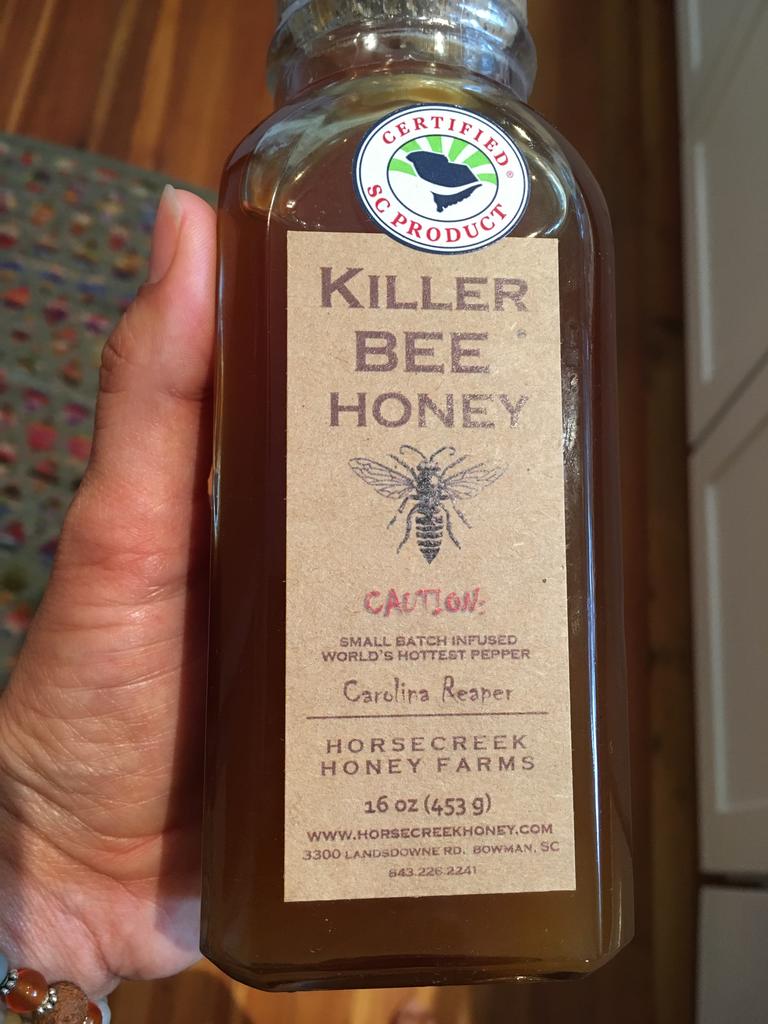 CERTIFIED®
SC PRODUCT
KILLER
BEE
HONEY
CAUTION:
SMALL BATCH INFUSED
WORLD'S HOTTEST PEPPER
Carolina Reaper
HORSECREEK
HONEY FARMS
16 oz (453 g)
WWW.HORSECREEKHONEY.COM
3300 LANDSDOWNE RD. BOWMAN, SC
843.226.2241